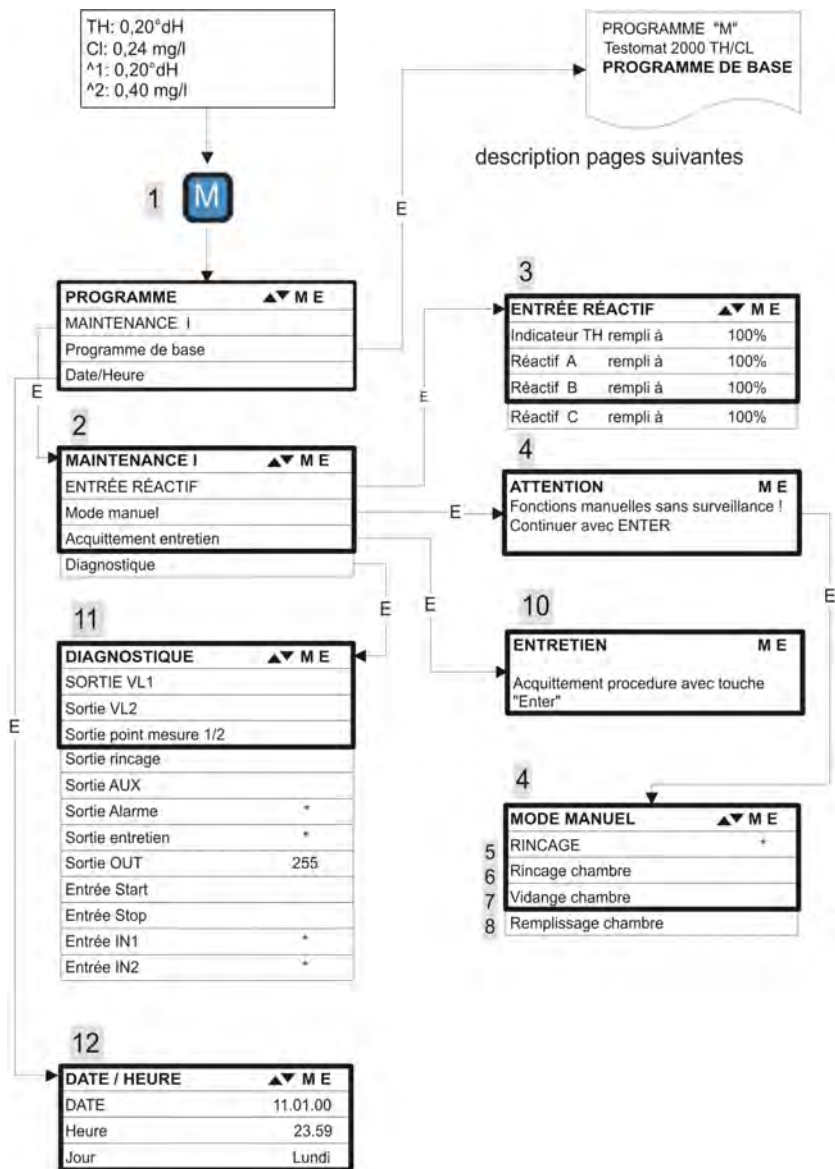 TH: 0,20°dH
Cl: 0,24 mg/l
^1: 0,20°dH
^2: 0,40 mg/l
PROGRAMME "M"
Testomat 2000 TH/CL
PROGRAMME DE BASE
description pages suivantes
1 M
E
PROGRAMME ▲▼ M E
MAINTENANCE I
Programme de base
Date/Heure
E
E
2
MAINTENANCE I ▲▼ M E
ENTRÉE RÉACTIF
Mode manuel
Acquittement entretien
Diagnostique
E
3
ENTRÉE RÉACTIF ▲▼ M E
Indicateur TH rempli à 100%
Réactif A rempli à 100%
Réactif B rempli à 100%
Réactif C rempli à 100%
E
4
ATTENTION M E
Fonctions manuelles sans surveillance !
Continuer avec ENTER
E
E
E
10
ENTRETIEN M E
Acquittement procedure avec touche
"Enter"
11
DIAGNOSTIQUE ▲▼ M E
SORTIE VL1
Sortie VL2
Sortie point mesure 1/2
Sortie rincage
Sortie AUX
Sortie Alarme *
Sortie entretien *
Sortie OUT 255
Entrée Start
Entrée Stop
Entrée IN1 *
Entrée IN2 *
4
MODE MANUEL ▲▼ M E
5 RINCAGE *
6 Rincage chambre
7 Vidange chambre
8 Remplissage chambre
12
DATE / HEURE ▲▼ M E
DATE 11.01.00
Heure 23.59
Jour Lundi